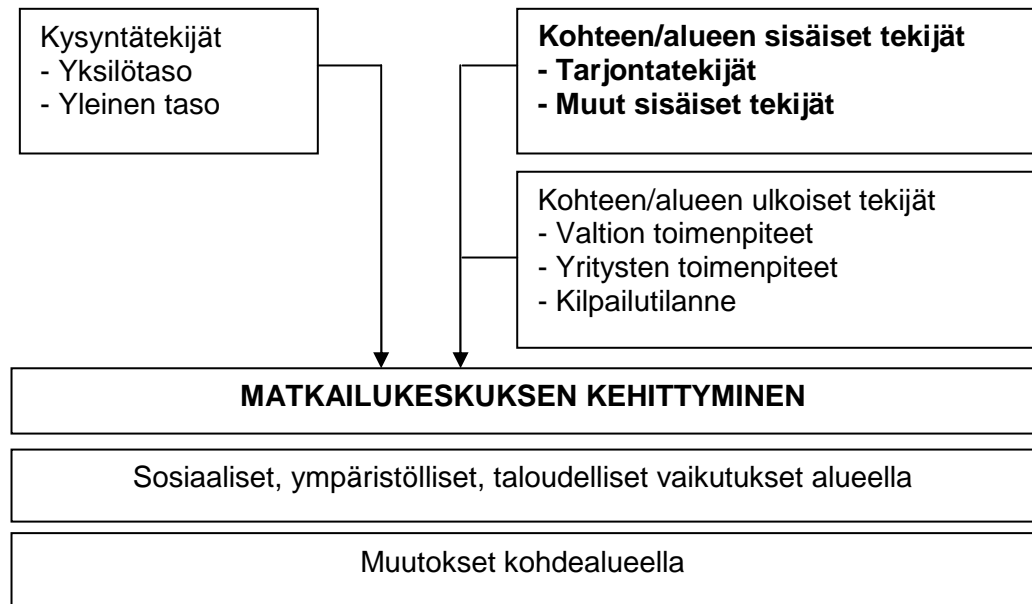 Kysyntätekijät
- Yksilötaso
- Yleinen taso
Kohteen/alueen sisäiset tekijät
- Tarjontatekijät
- Muut sisäiset tekijät
Kohteen/alueen ulkoiset tekijät
- Valtion toimenpiteet
- Yritysten toimenpiteet
- Kilpailutilanne
MATKAILUKESKUKSEN KEHITTYMINEN
Sosiaaliset, ympäristölliset, taloudelliset vaikutukset alueella
Muutokset kohdealueella